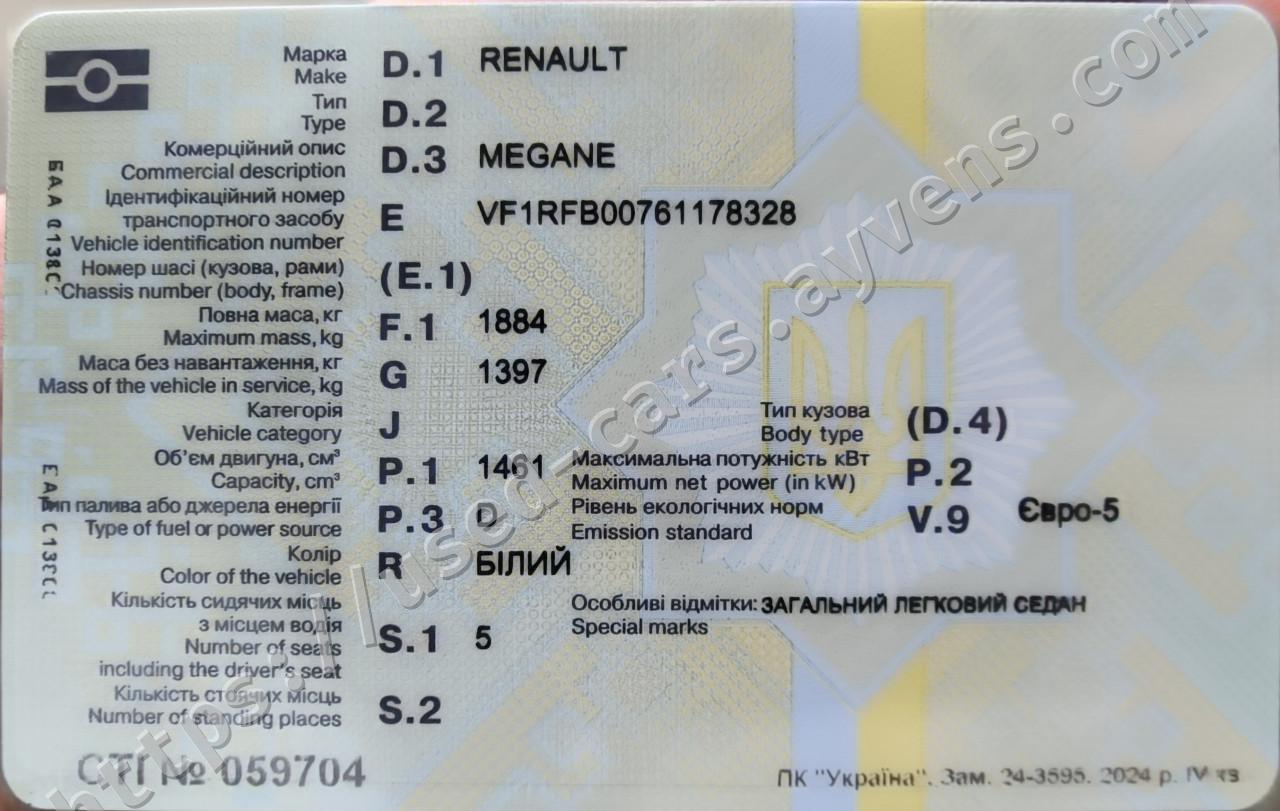 Марка
Make D.1 RENAULT
Тип
Type D.2
Комерційний опис
Commercial description D.3 MEGANE
Ідентифікаційний номер
транспортного засобу
Vehicle identification number E VF1RFB00761178328
Номер шасі (кузова, рами)
Chassis number (body, frame) (E.1)
Повна маса, кг
Maximum mass, kg F.1 1884
Маса без навантаження, кг
Mass of the vehicle in service, kg G 1397
Категорія
Vehicle category J
Тип кузова
Body type (D.4)
Об'єм двигуна, см³
Capacity, cm³ P.1 1461
Максимальна потужність кВт
Maximum net power (in kW) P.2
Тип палива або джерела енергії
Type of fuel or power source P.3 D
Рівень екологічних норм
Emission standard V.9 Євро-5
Колір
Color of the vehicle R БІЛИЙ
Кількість сидячих місць
з місцем водія
Number of seats
including the driver's seat S.1 5
Особливі відмітки: ЗАГАЛЬНИЙ ЛЕГКОВИЙ СЕДАН
Special marks
Кількість стоячих місць
Number of standing places S.2
СТІ № 059704
ПК "Україна". Зам. 24-3595. 2024 р. IV кв
https://used-cars.ayvens.com